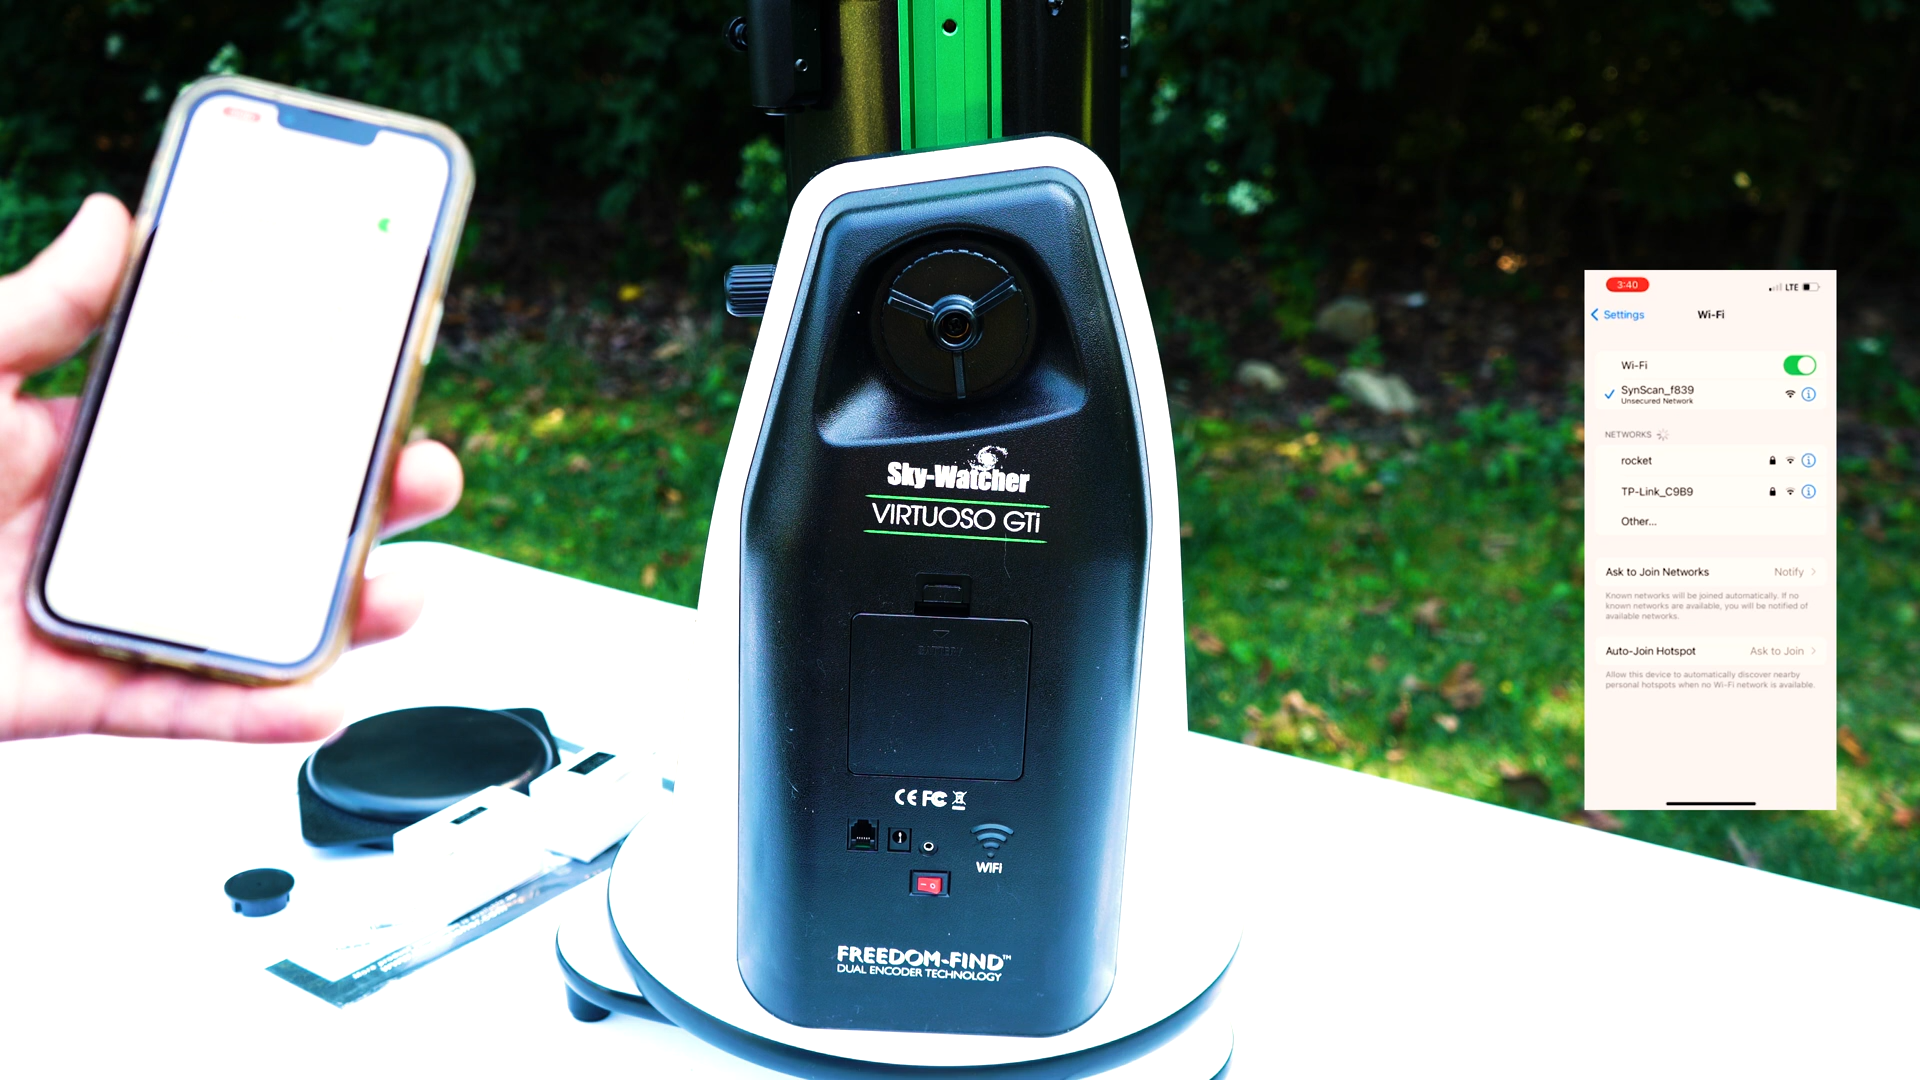 Sky-Watcher
VIRTUOSO GTi
BATTERY
CE FC
WiFi
FREEDOM-FIND™
DUAL ENCODER TECHNOLOGY
3:40
LTE
Settings
Wi-Fi
Wi-Fi
SynScan_f839
Unsecured Network
NETWORKS
rocket
TP-Link_C9B9
Other...
Ask to Join Networks Notify
Known networks will be joined automatically. If no
known networks are available, you will be notified of
available networks.
Auto-Join Hotspot Ask to Join
Allow this device to automatically discover nearby
personal hotspots when no Wi-Fi network is available.